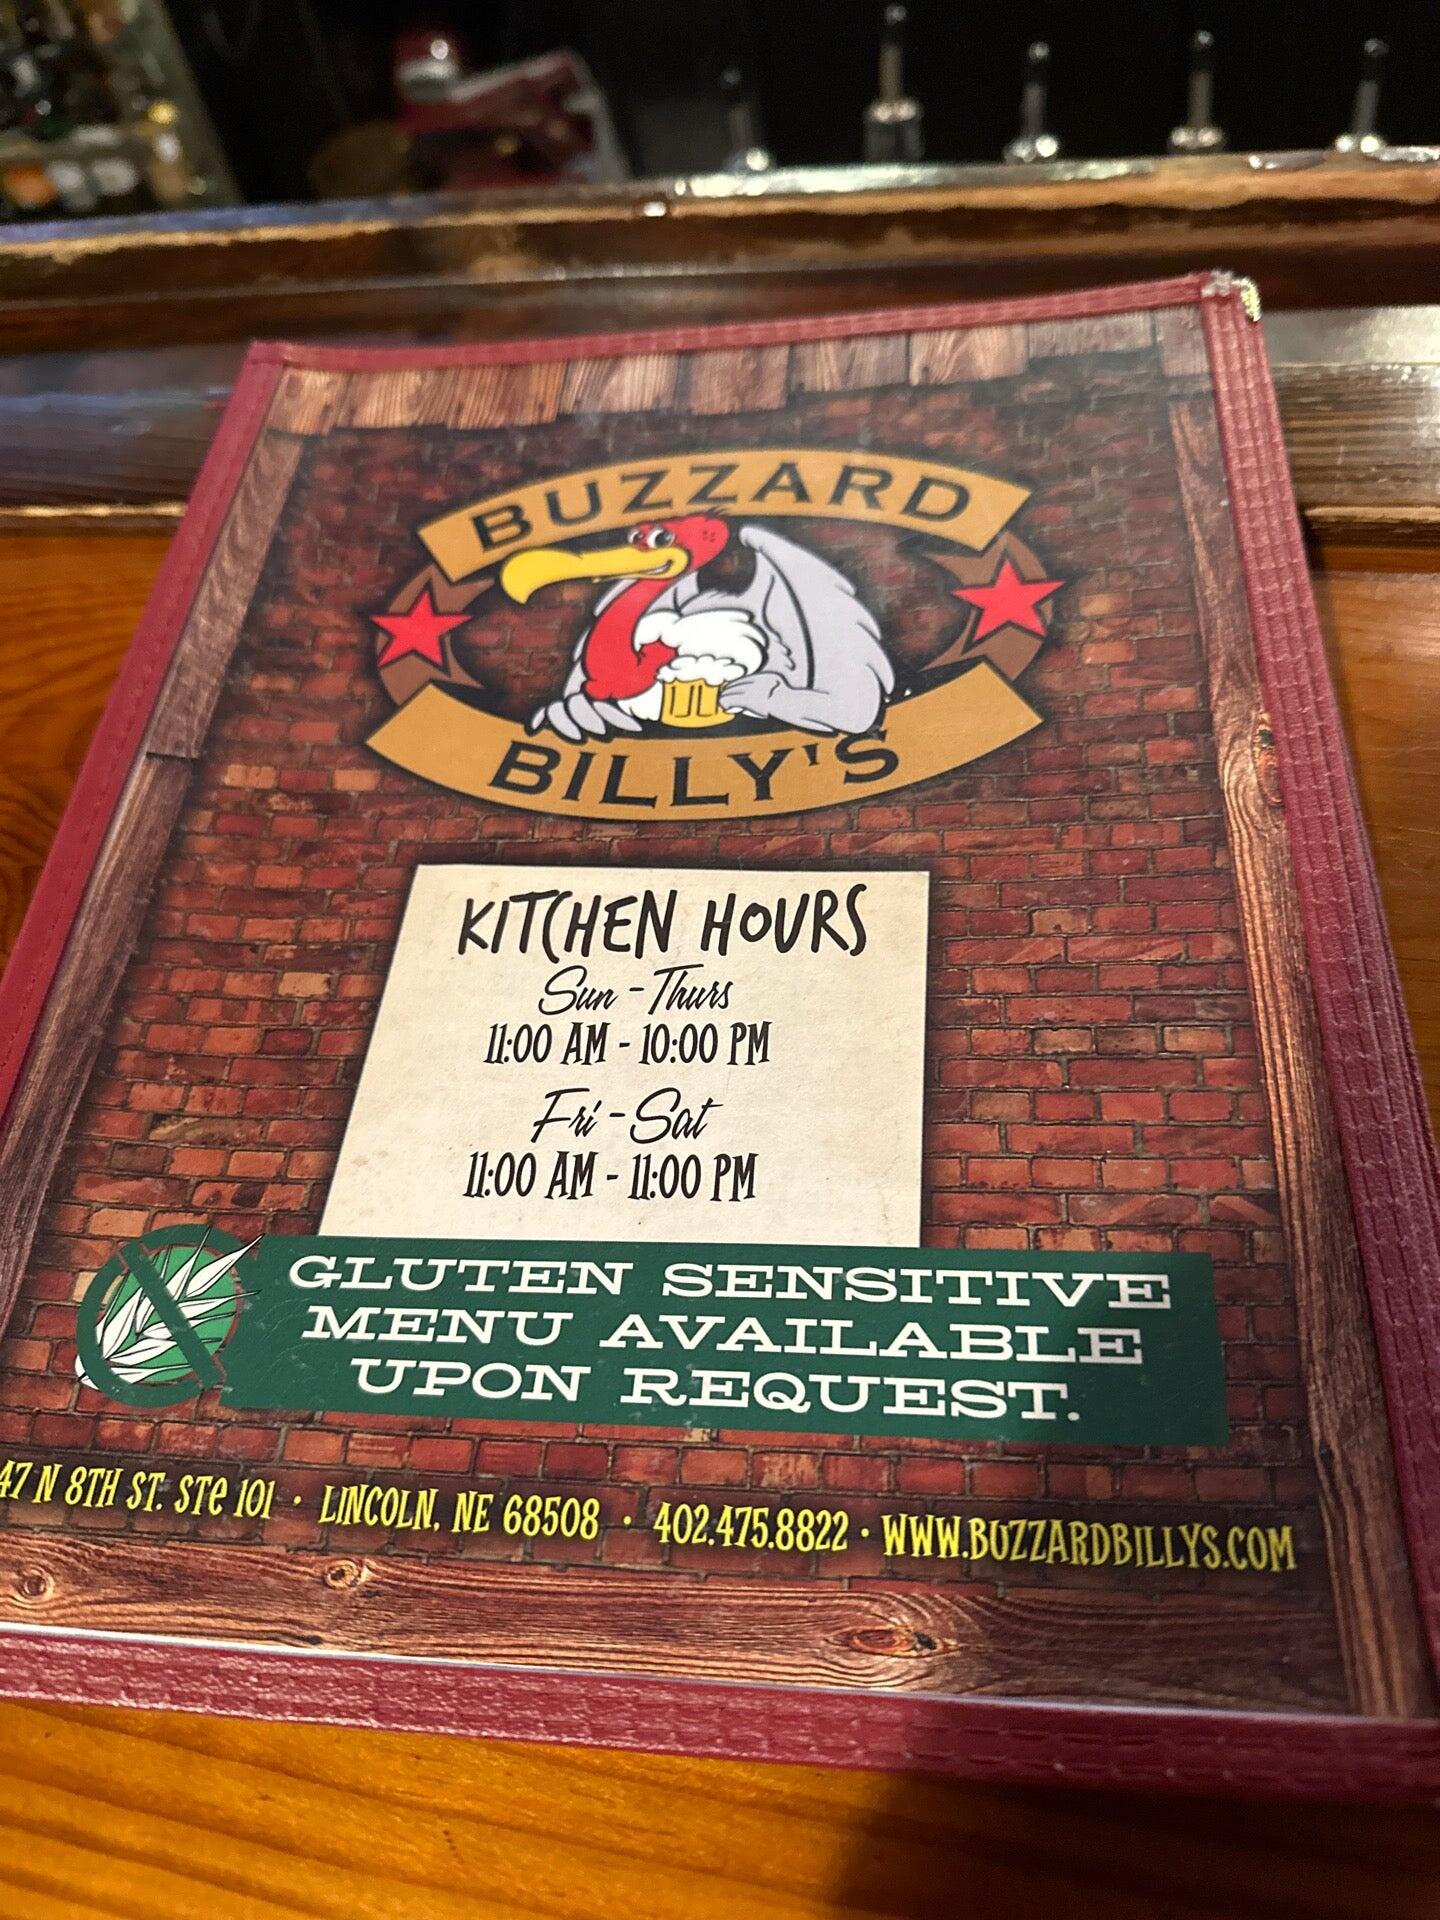 BUZZARD
BILLY'S
KITCHEN HOURS
Sun - Thurs
11:00 AM - 10:00 PM
Fri - Sat
11:00 AM - 11:00 PM
GLUTEN SENSITIVE
MENU AVAILABLE
UPON REQUEST.
47 N 8TH ST. STe 101 · LINCOLN, NE 68508 · 402.475.8822 · WWW.BUZZARDBILLYS.COM